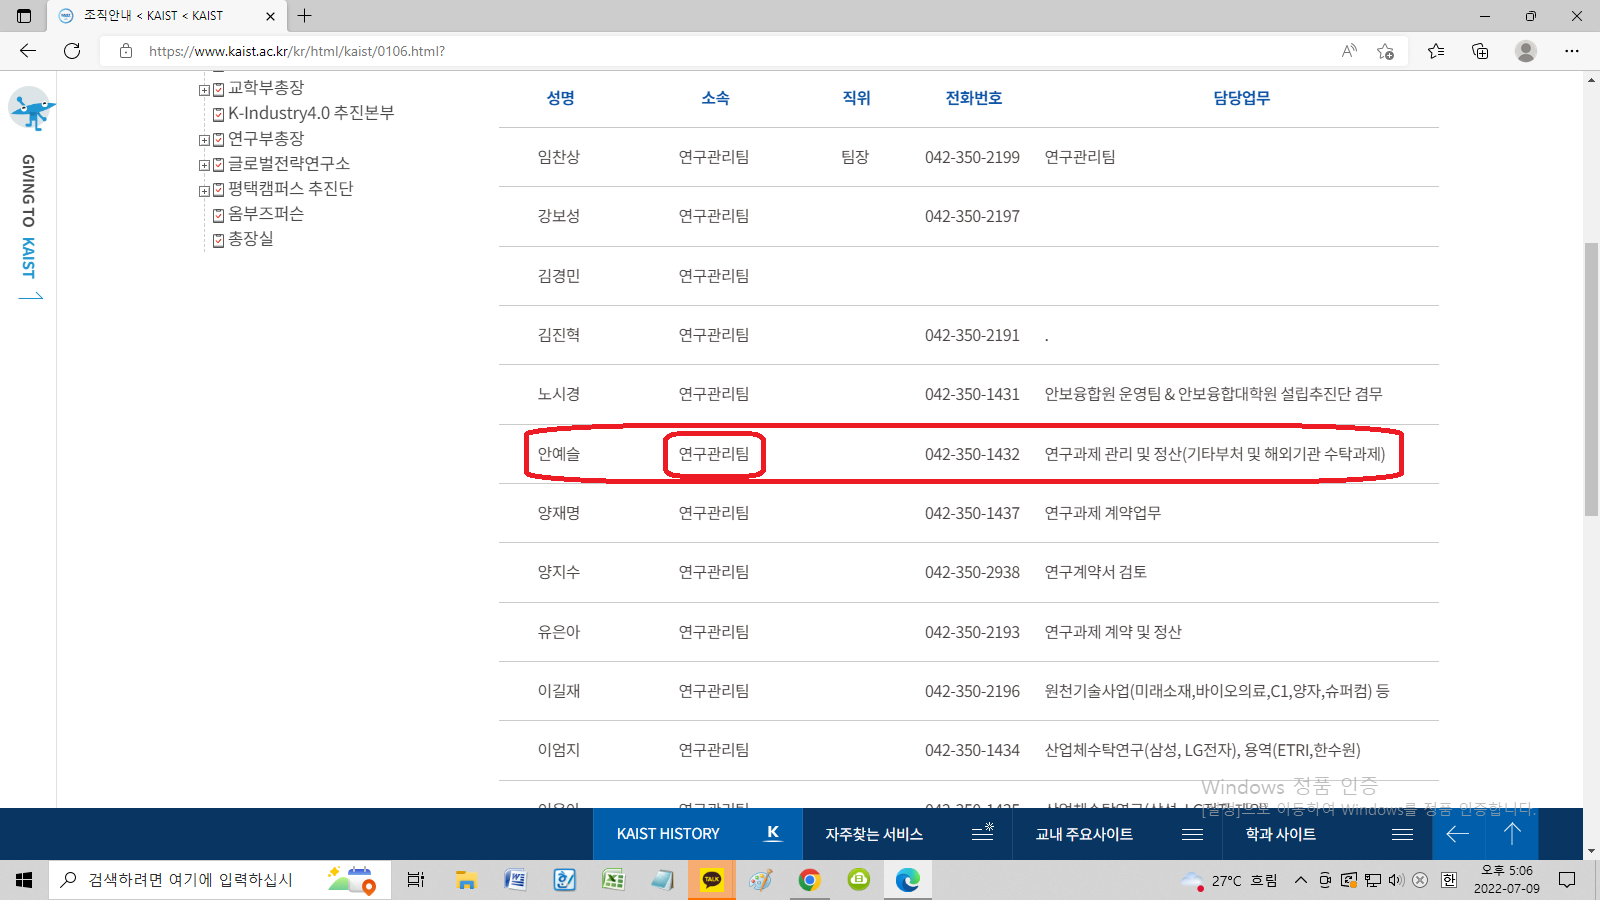 조직안내 < KAIST < KAIST
https://www.kaist.ac.kr/kr/html/kaist/0106.html?
GIVING TO KAIST
교학부총장
K-Industry4.0 추진본부
연구부총장
글로벌전략연구소
평택캠퍼스 추진단
옴부즈퍼슨
총장실
성명 소속 직위 전화번호 담당업무
임찬상 연구관리팀 팀장 042-350-2199 연구관리팀
강보성 연구관리팀 042-350-2197
김경민 연구관리팀
김진혁 연구관리팀 042-350-2191 .
노시경 연구관리팀 042-350-1431 안보융합원 운영팀 & 안보융합대학원 설립추진단 겸무
안예슬 연구관리팀 042-350-1432 연구과제 관리 및 정산(기타부처 및 해외기관 수탁과제)
양재명 연구관리팀 042-350-1437 연구과제 계약업무
양지수 연구관리팀 042-350-2938 연구계약서 검토
유은아 연구관리팀 042-350-2193 연구과제 계약 및 정산
이길재 연구관리팀 042-350-2196 원천기술사업(미래소재,바이오의료,C1,양자,슈퍼컴) 등
이엄지 연구관리팀 042-350-1434 산업체수탁연구(삼성, LG전자), 용역(ETRI,한수원)
Windows 정품 인증
[설정]으로 이동하여 Windows를 정품 인증합니다.
KAIST HISTORY K 자주찾는 서비스 교내 주요사이트 학과 사이트
검색하려면 여기에 입력하십시
TALK
27°C 흐림
한
오후 5:06
2022-07-09